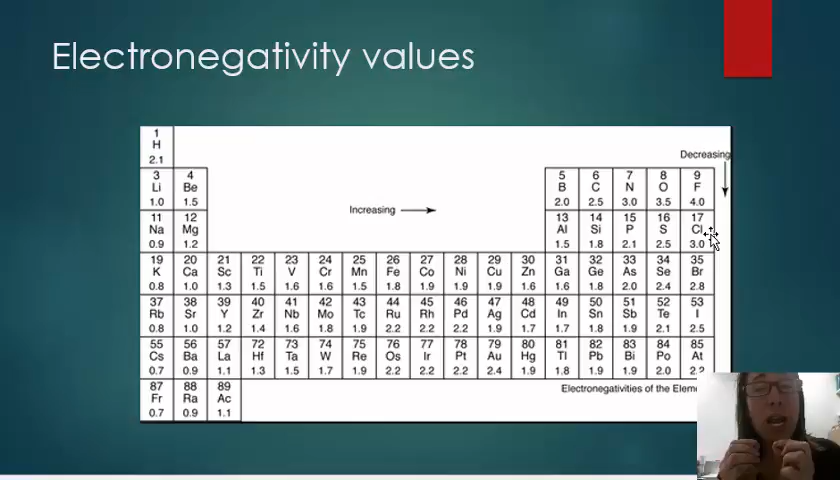 Electronegativity values
1
H
2.1
Decreasing
3 4 5 6 7 8 9
Li Be B C N O F
1.0 1.5 2.0 2.5 3.0 3.5 4.0
Increasing
11 12 13 14 15 16 17
Na Mg Al Si P S Cl
0.9 1.2 1.5 1.8 2.1 2.5 3.0
19 20 21 22 23 24 25 26 27 28 29 30 31 32 33 34 35
K Ca Sc Ti V Cr Mn Fe Co Ni Cu Zn Ga Ge As Se Br
0.8 1.0 1.3 1.5 1.6 1.6 1.5 1.8 1.9 1.9 1.9 1.6 1.6 1.8 2.0 2.4 2.8
37 38 39 40 41 42 43 44 45 46 47 48 49 50 51 52 53
Rb Sr Y Zr Nb Mo Tc Ru Rh Pd Ag Cd In Sn Sb Te I
0.8 1.0 1.2 1.4 1.6 1.8 1.9 2.2 2.2 2.2 1.9 1.7 1.7 1.8 1.9 2.1 2.5
55 56 57 72 73 74 75 76 77 78 79 80 81 82 83 84 85
Cs Ba La Hf Ta W Re Os Ir Pt Au Hg Tl Pb Bi Po At
0.7 0.9 1.1 1.3 1.5 1.7 1.9 2.2 2.2 2.2 2.4 1.9 1.8 1.9 1.9 2.0 2.2
87 88 89
Fr Ra Ac
0.7 0.9 1.1
Electronegativities of the